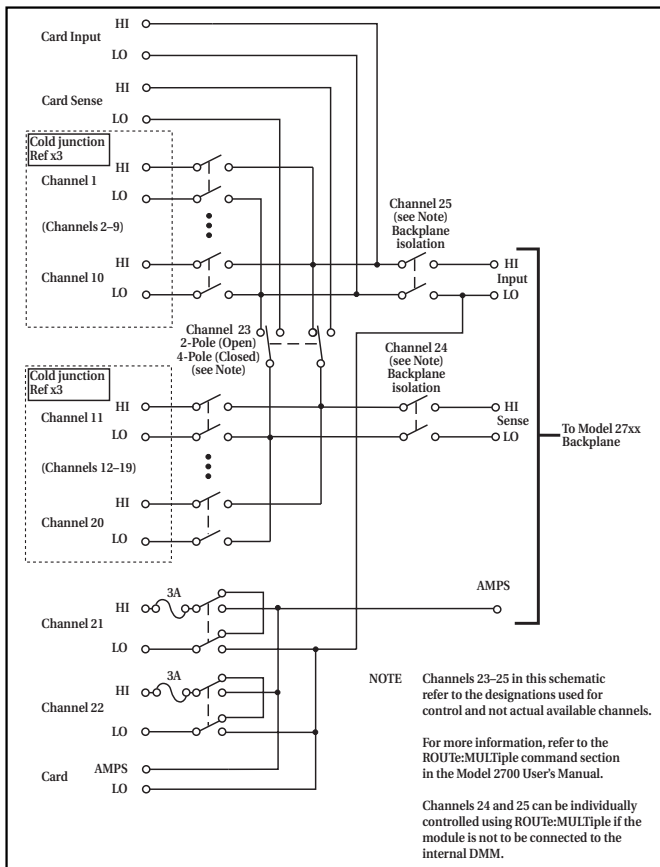 Card Input
HI
LO
Card Sense
HI
LO
Cold junction
Ref x3
Channel 1
HI
LO
(Channels 2–9)
Channel 10
HI
LO
Channel 25
(see Note)
Backplane
isolation
HI
Input
LO
Channel 23
2-Pole (Open)
4-Pole (Closed)
(see Note)
Channel 24
(see Note)
Backplane
isolation
Cold junction
Ref x3
Channel 11
HI
LO
(Channels 12–19)
HI
Sense
LO
To Model 27xx
Backplane
Channel 20
HI
LO
AMPS
Channel 21
HI
3A
LO
Channel 22
HI
3A
LO
Card
AMPS
LO
NOTE Channels 23–25 in this schematic
refer to the designations used for
control and not actual available channels.
For more information, refer to the
ROUTe:MULTiple command section
in the Model 2700 User's Manual.
Channels 24 and 25 can be individually
controlled using ROUTe:MULTiple if the
module is not to be connected to the
internal DMM.